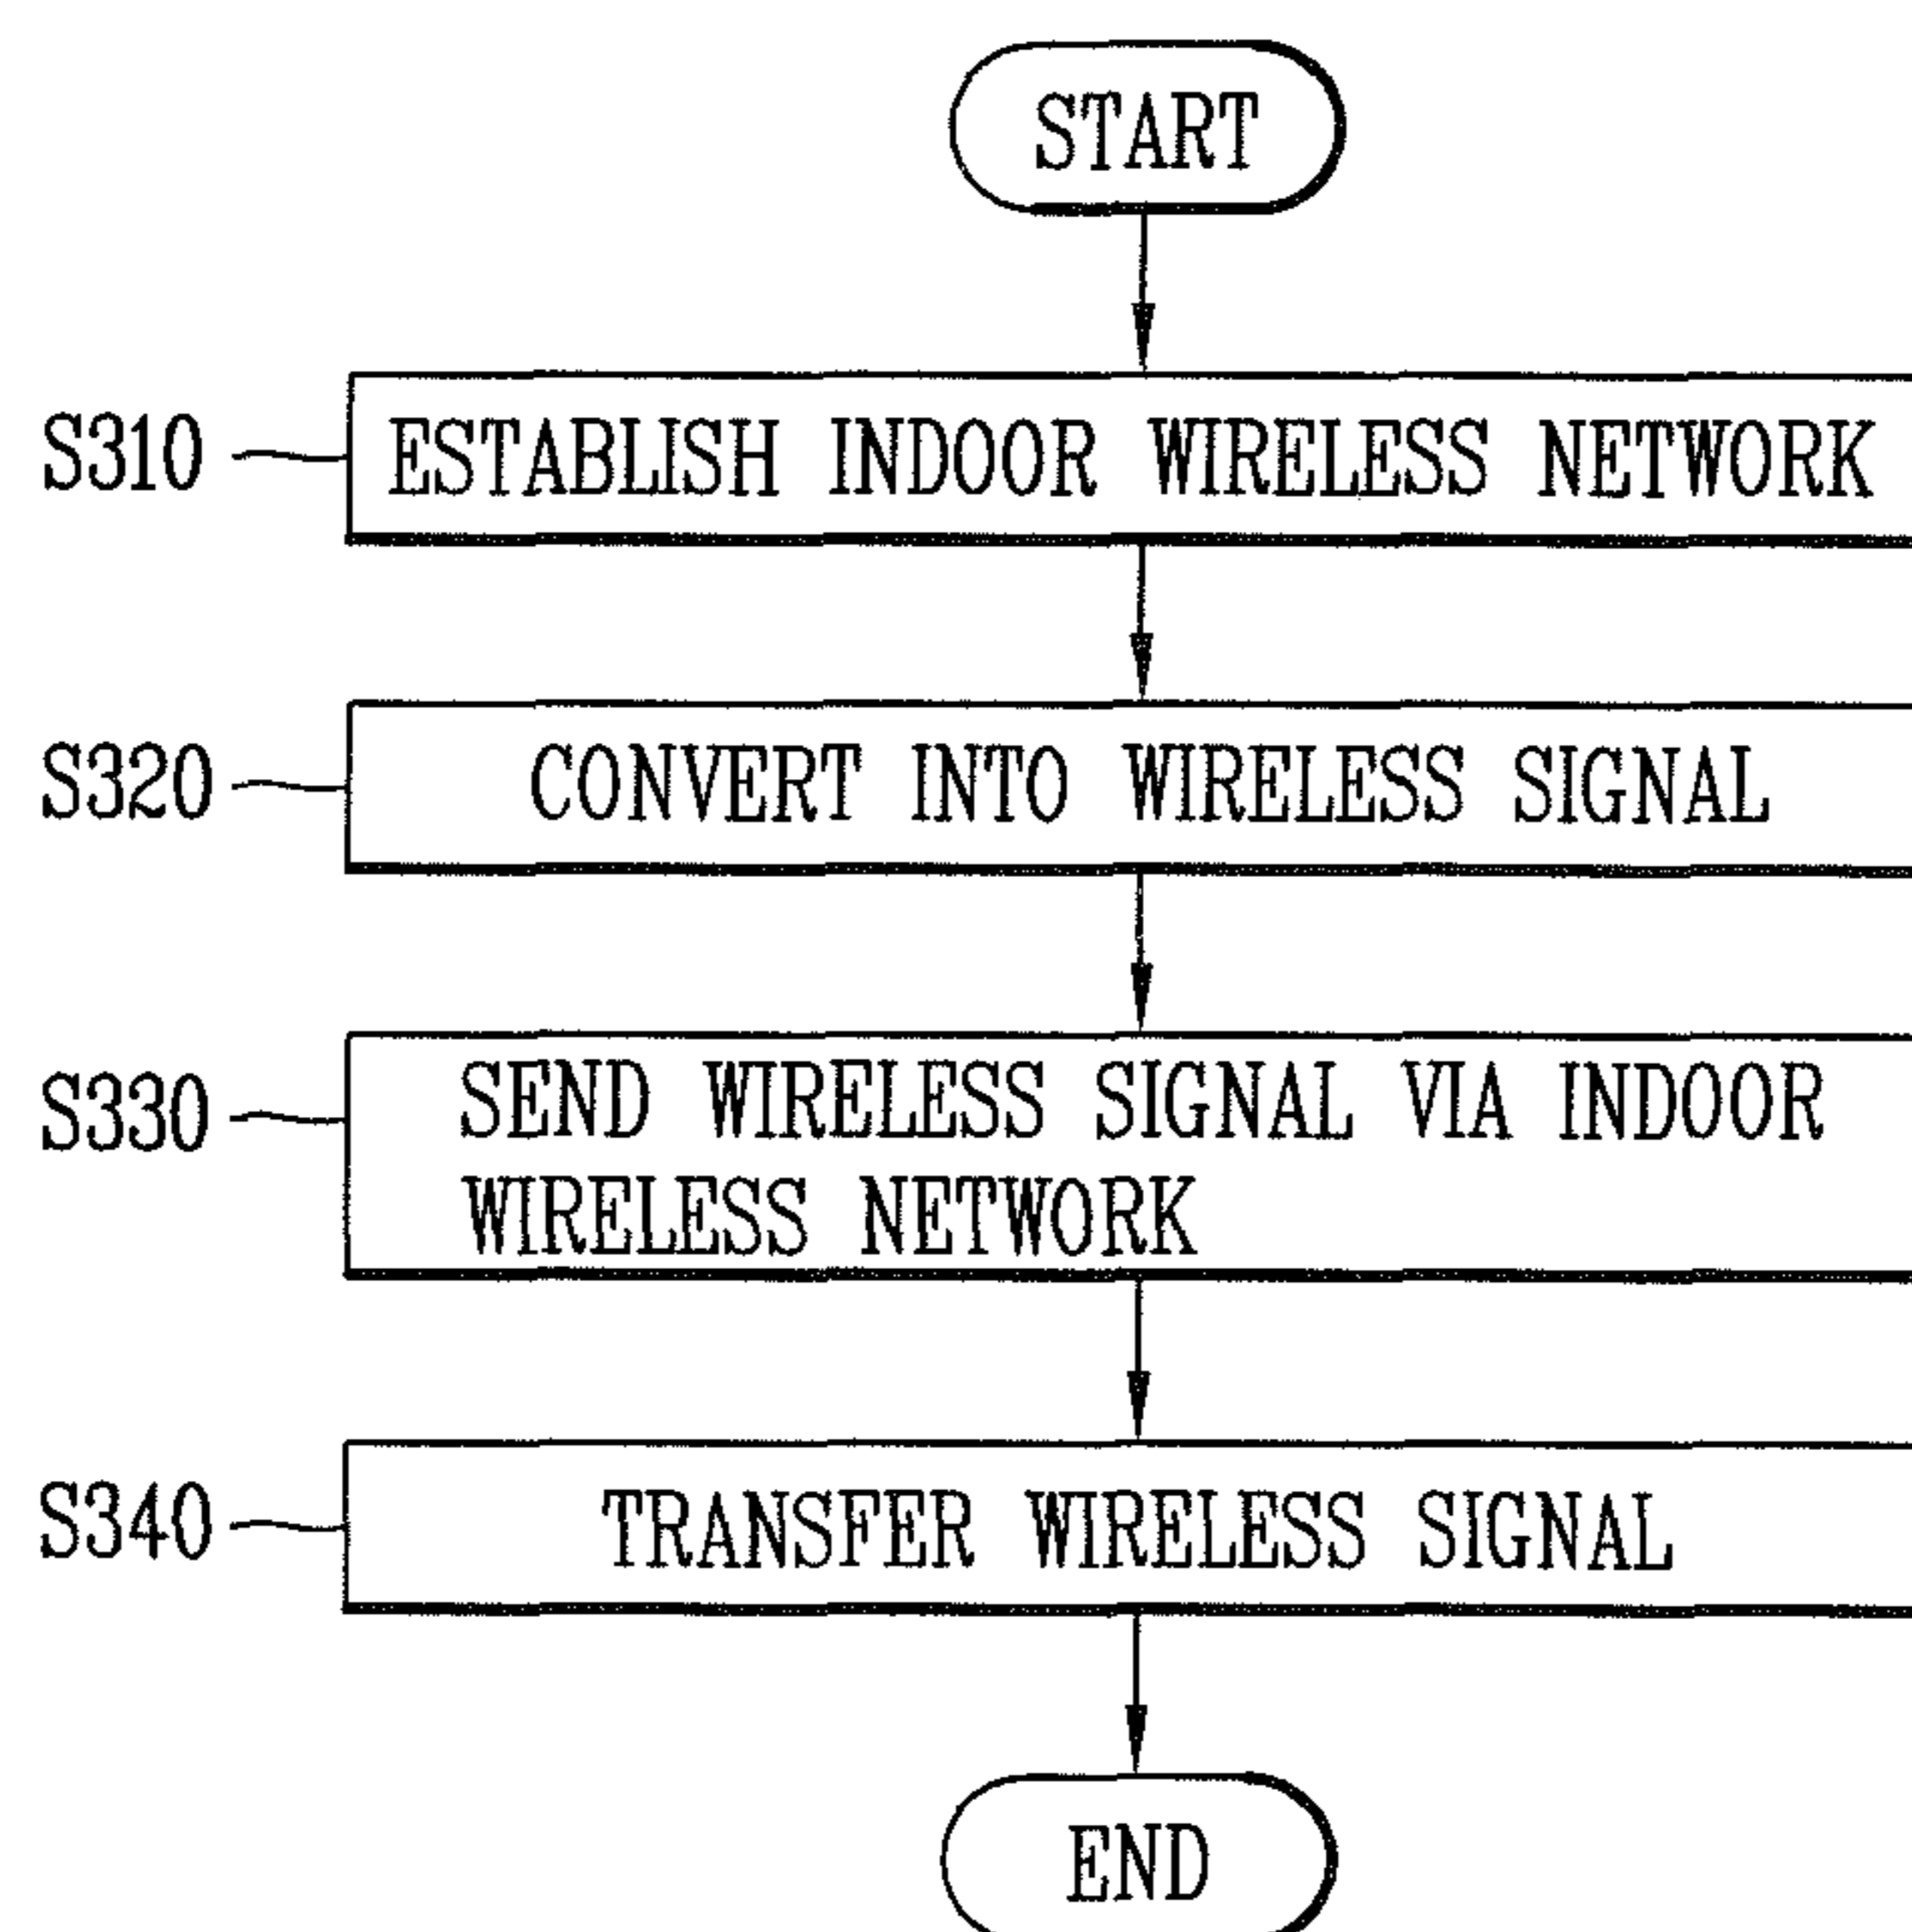 START
S310 ESTABLISH INDOOR WIRELESS NETWORK
S320 CONVERT INTO WIRELESS SIGNAL
S330 SEND WIRELESS SIGNAL VIA INDOOR
WIRELESS NETWORK
S340 TRANSFER WIRELESS SIGNAL
END